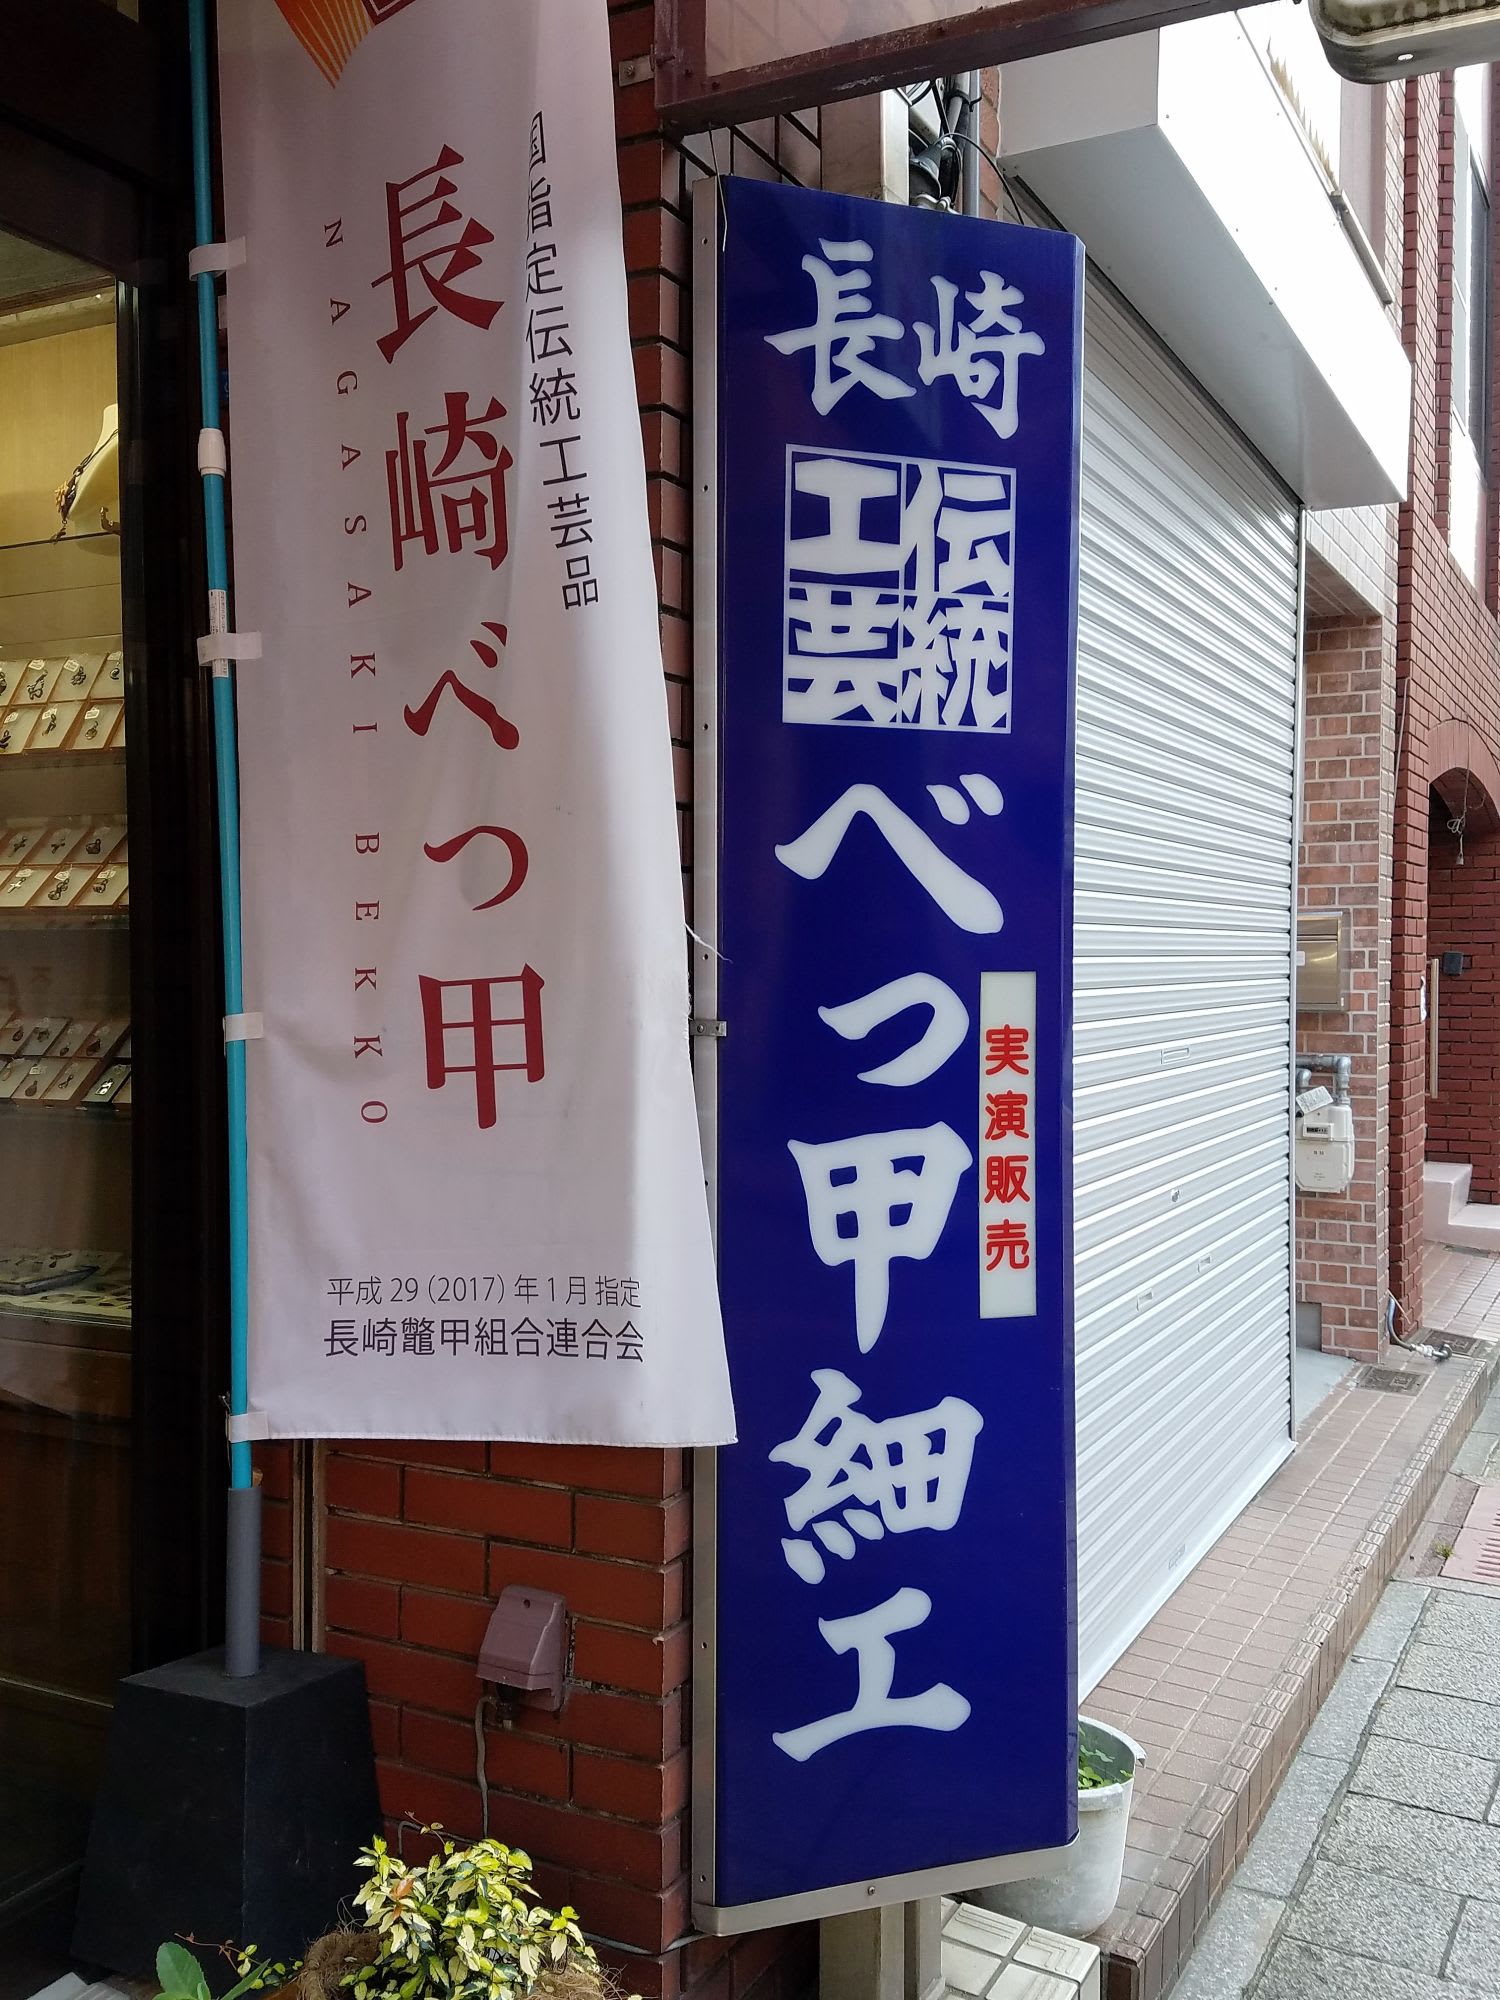 国指定伝統工芸品
長崎べっ甲
NAGASAKI BEKKO
平成29(2017)年1月指定
長崎鼈甲組合連合会
長崎
伝統
工芸
べっ甲細工
実演販売